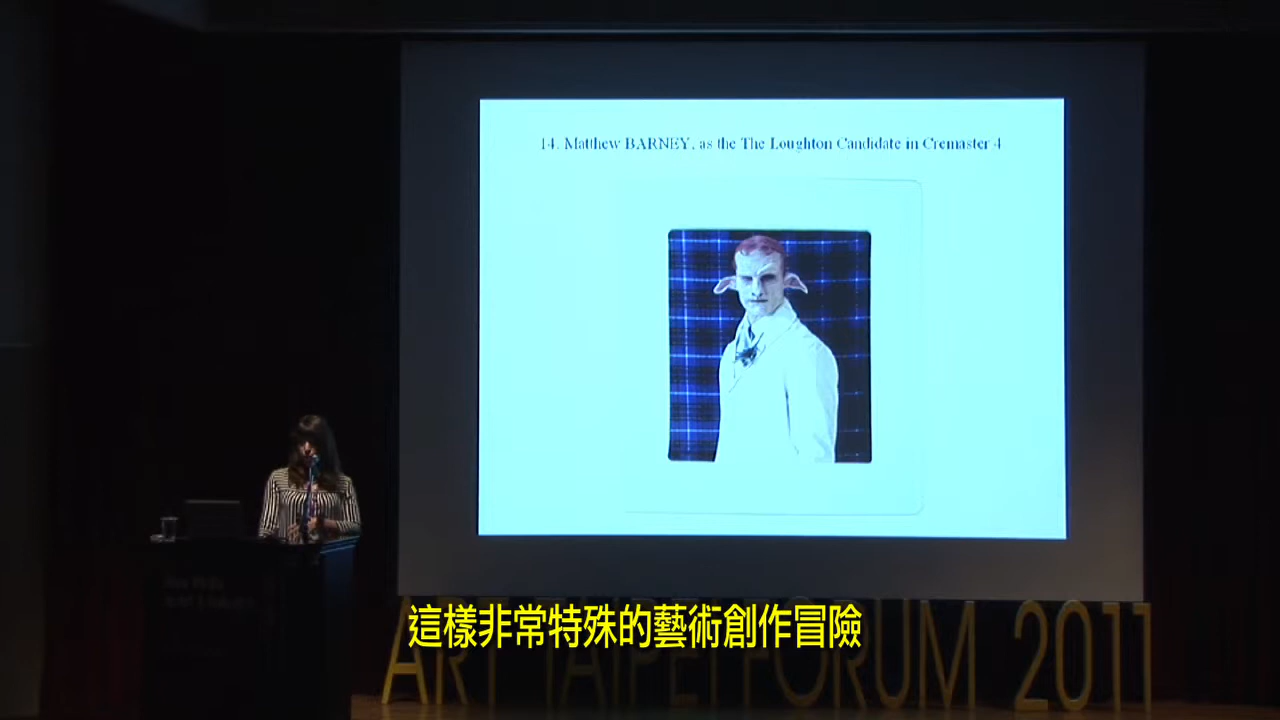 14. Matthew BARNEY, as the The Loughton Candidate in Cremaster 4
這樣非常特殊的藝術創作冒險
ART TAIPEI FORUM 2011